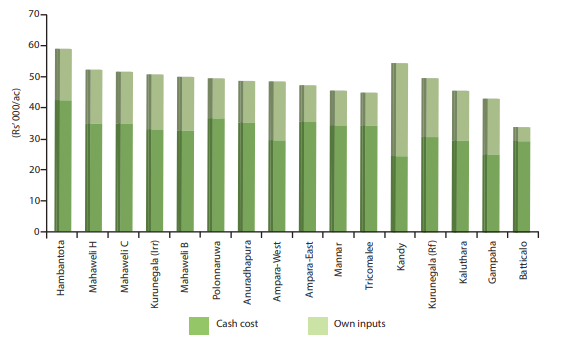 70
60
50
40
30
20
10
0
(Rs'000/ac)
Hambantota
Mahaweli H
Mahaweli C
Kurunegala (Irr)
Mahaweli B
Polonnaruwa
Anuradhapura
Ampara-West
Ampara-East
Mannar
Tricomalee
Kandy
Kurunegala (Rf)
Kaluthara
Gampaha
Batticalo
Cash cost
Own inputs